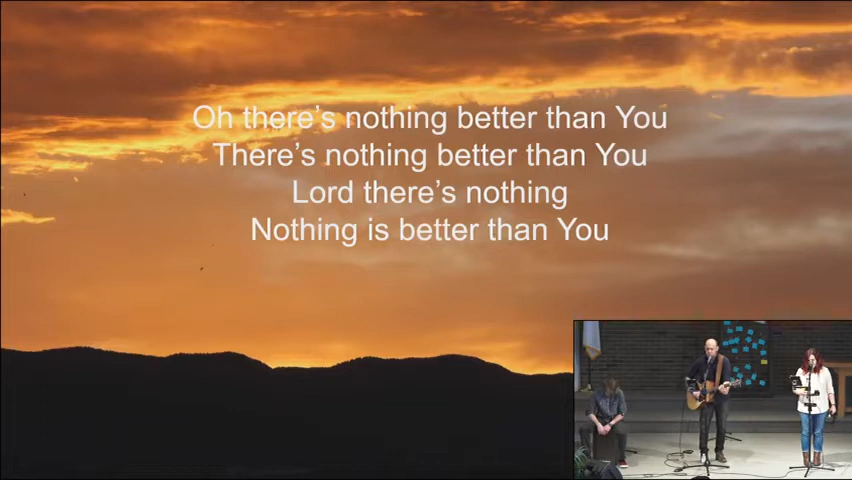 Oh there’s nothing better than You
There’s nothing better than You
Lord there’s nothing
Nothing is better than You